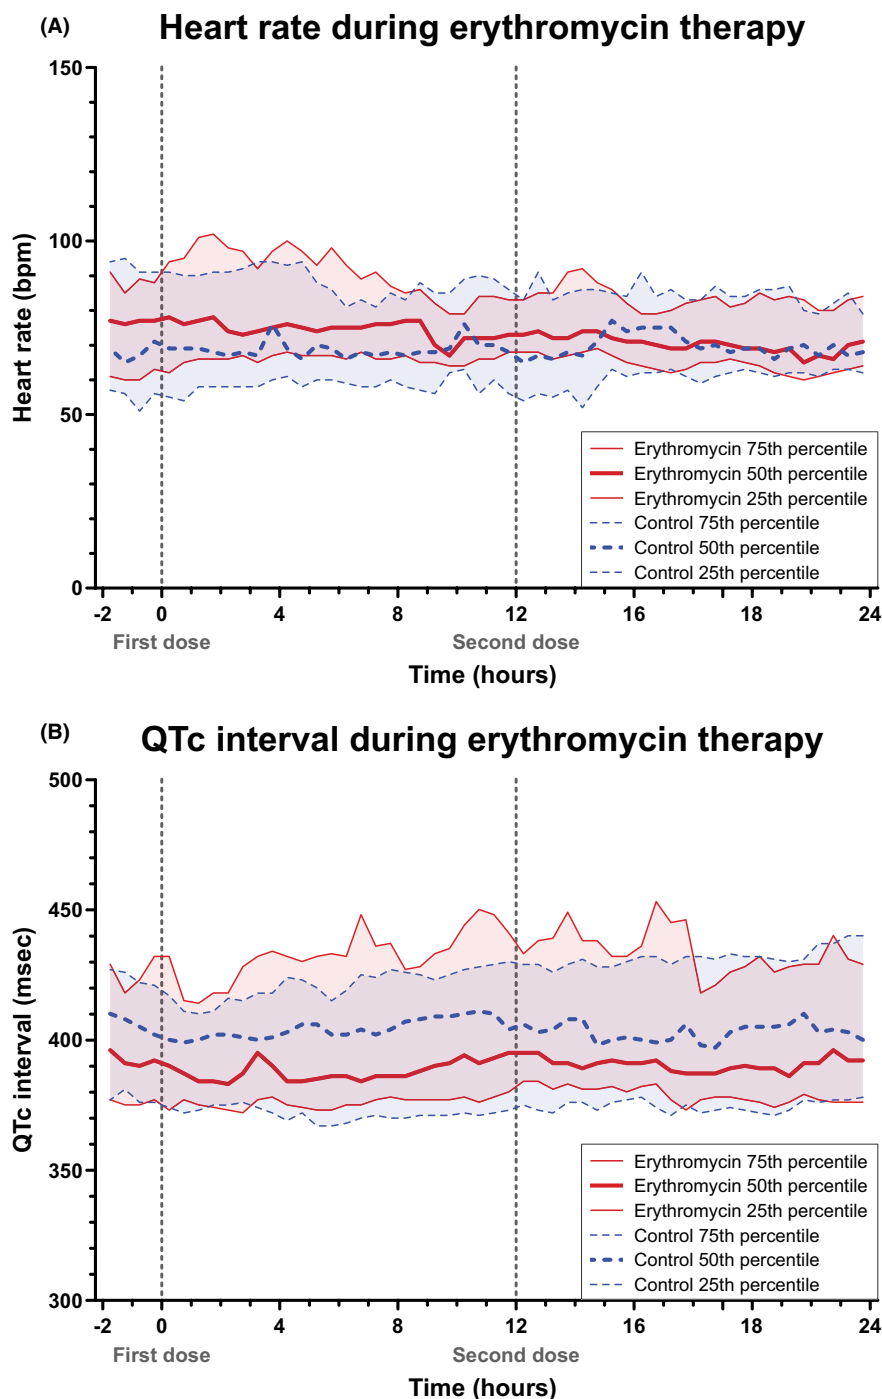 (A)
Heart rate during erythromycin therapy
150
100
50
0
Heart rate (bpm)
Erythromycin 75th percentile
Erythromycin 50th percentile
Erythromycin 25th percentile
Control 75th percentile
Control 50th percentile
Control 25th percentile
-2 0 4 8 12 16 20 24
First dose Second dose
Time (hours)
(B)
QTc interval during erythromycin therapy
500
450
400
350
300
QTc interval (msec)
Erythromycin 75th percentile
Erythromycin 50th percentile
Erythromycin 25th percentile
Control 75th percentile
Control 50th percentile
Control 25th percentile
-2 0 4 8 12 16 20 24
First dose Second dose
Time (hours)